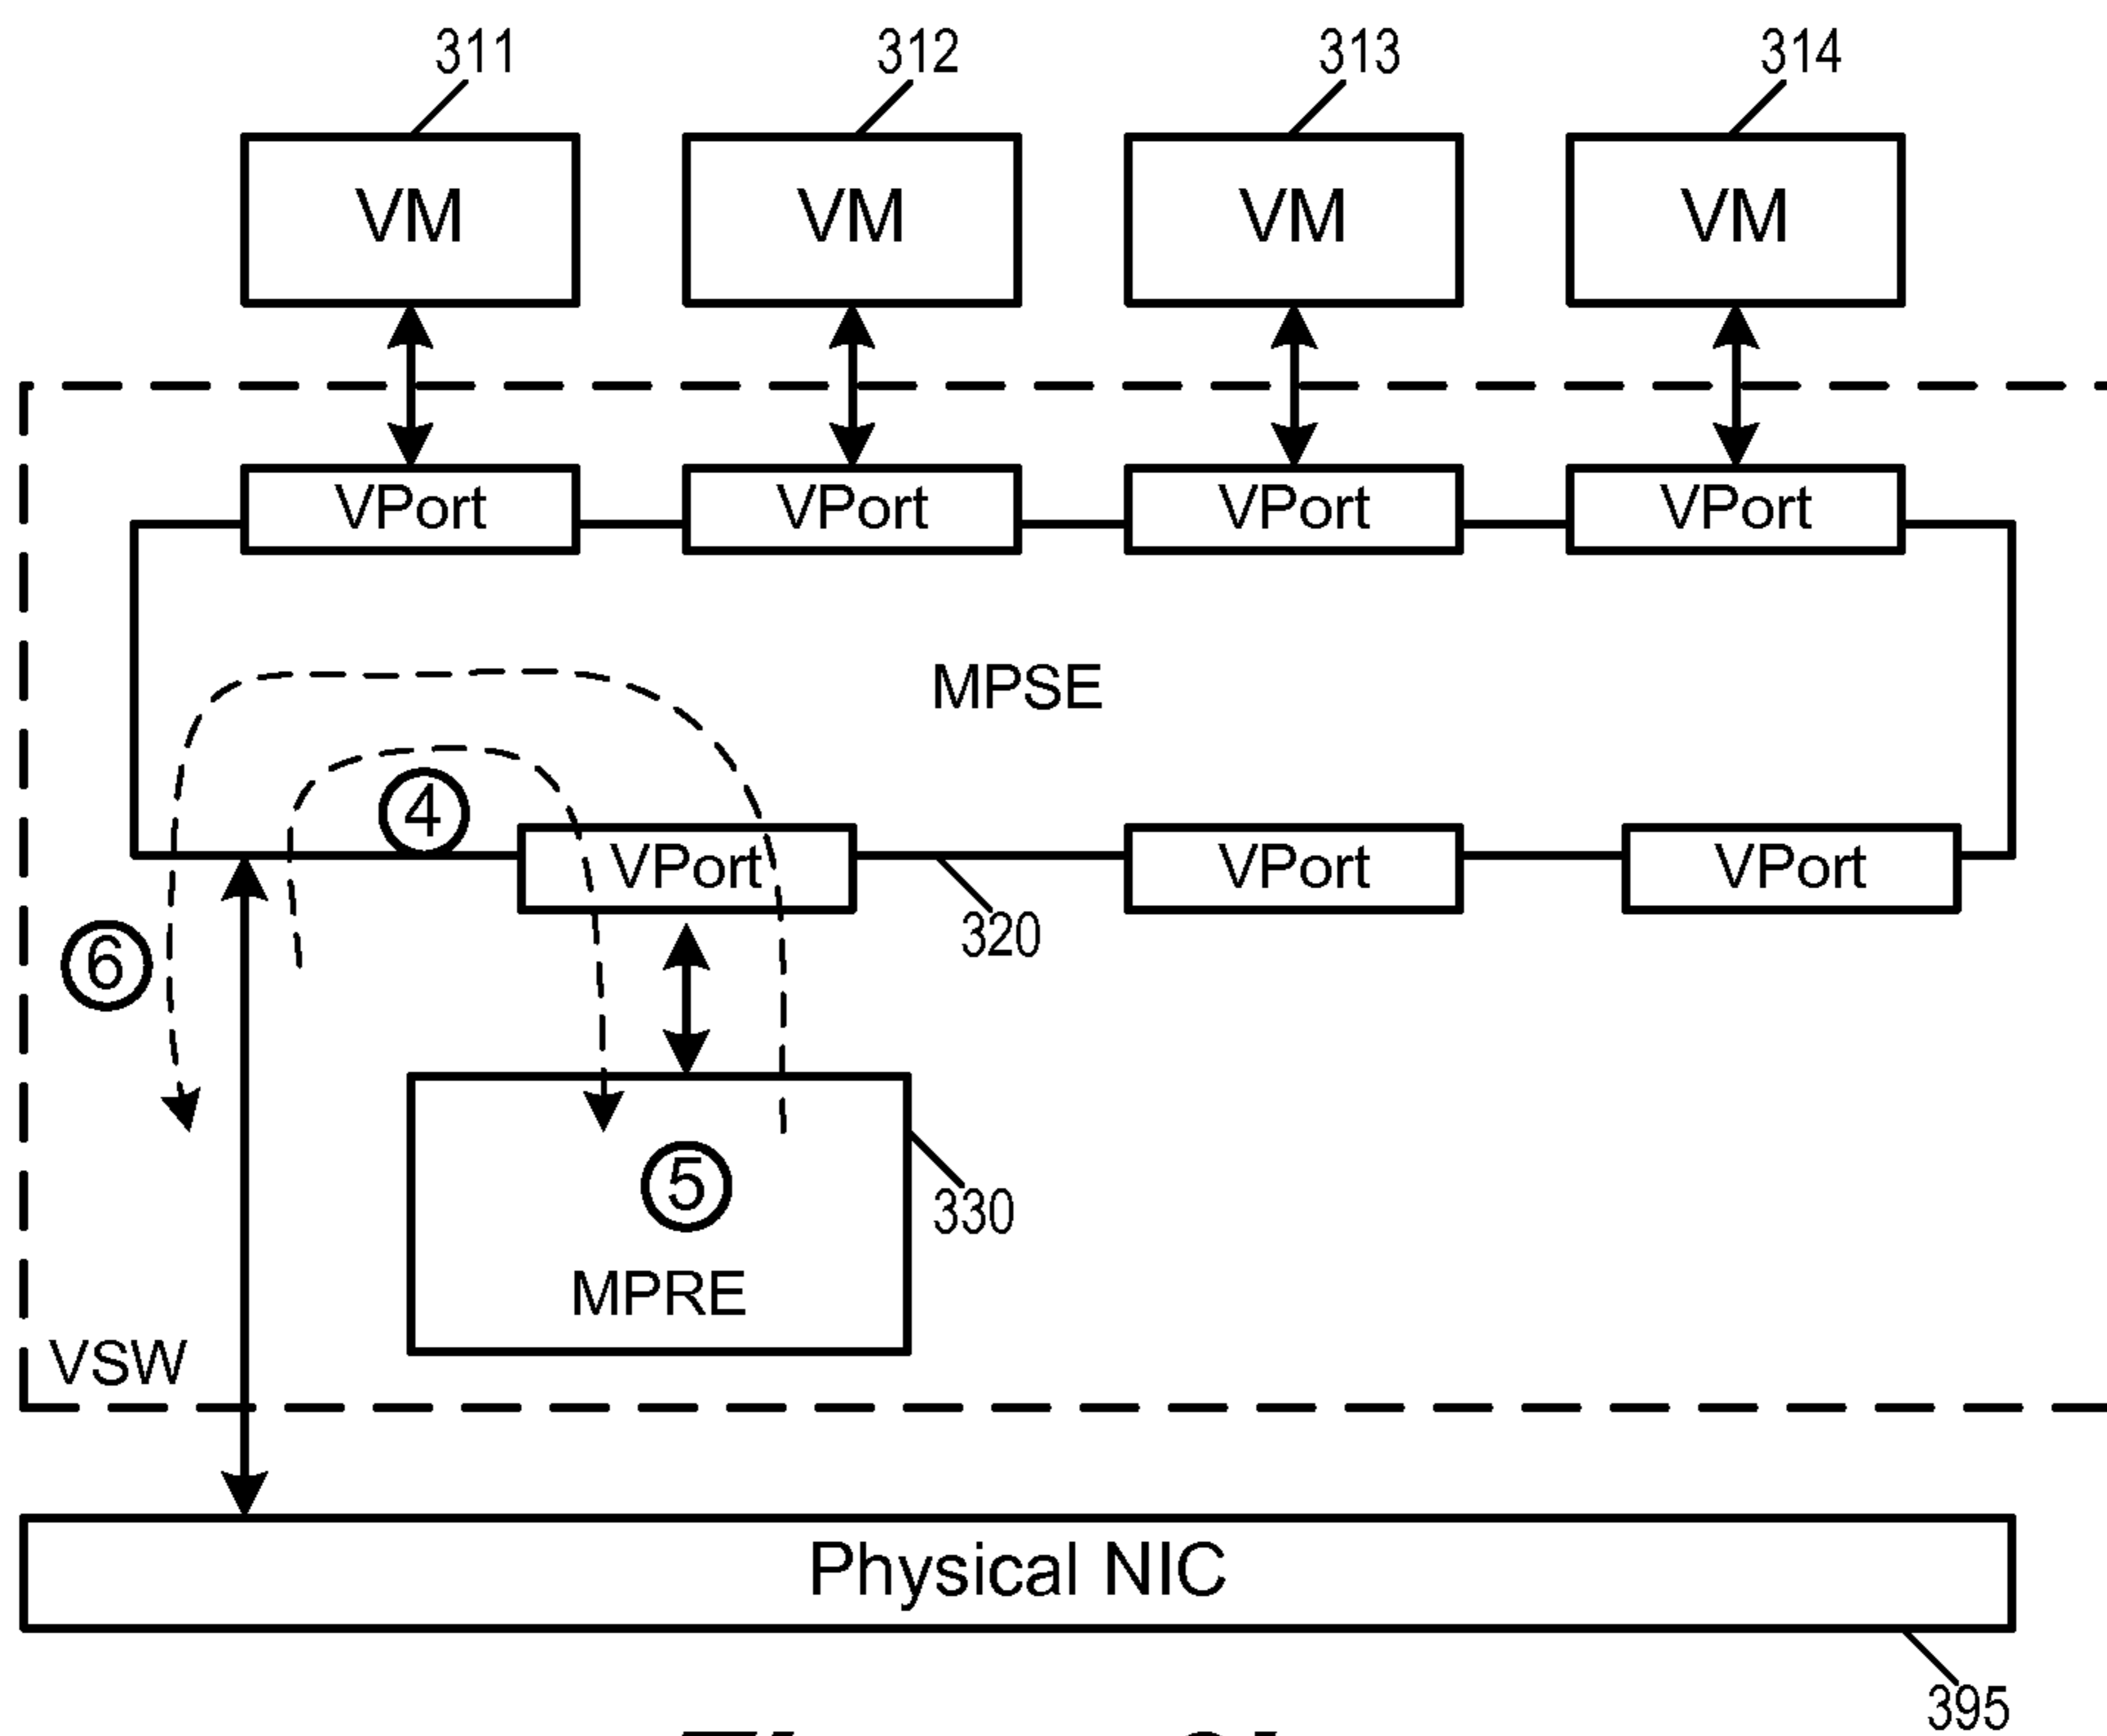 311 312 313 314
VM VM VM VM
VPort VPort VPort VPort
MPSE
4
VPort VPort VPort
320
6
5
330
MPRE
VSW
Physical NIC
395